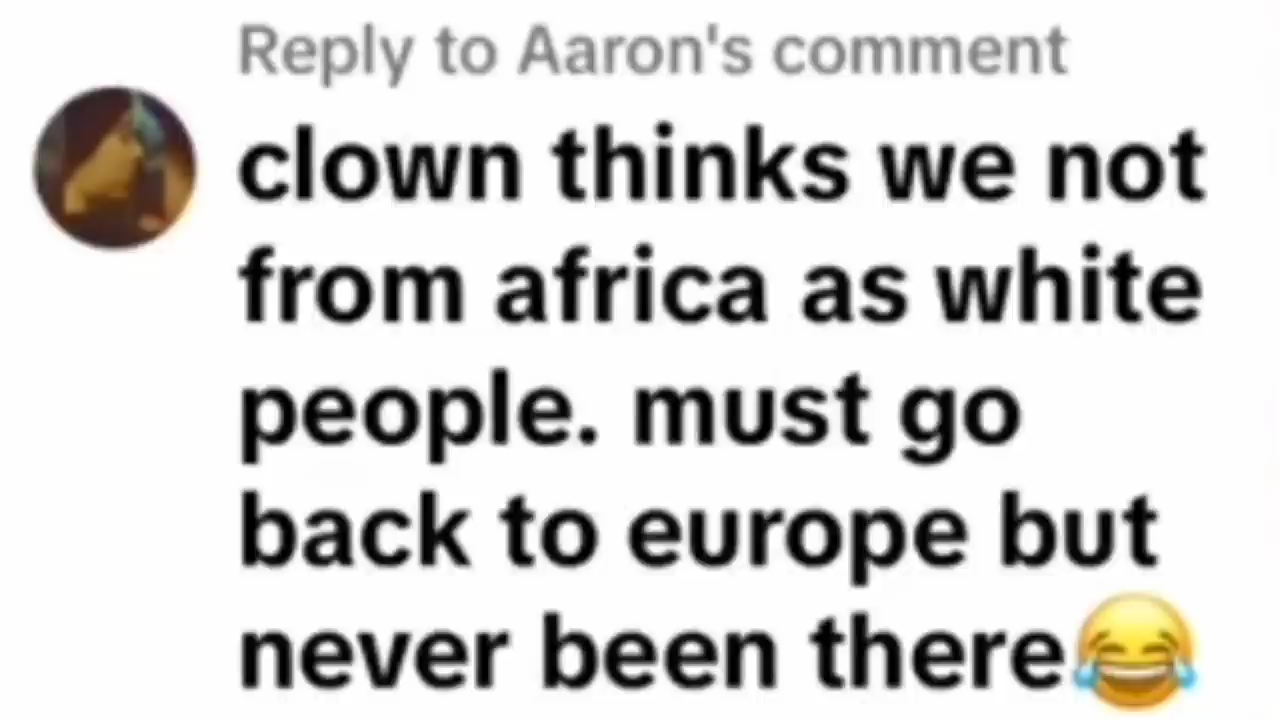 Reply to Aaron's comment
clown thinks we not
from africa as white
people. must go
back to europe but
never been there😂